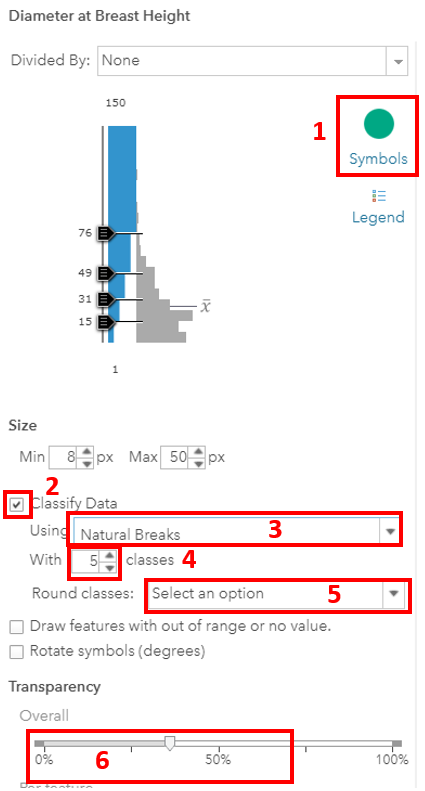 Diameter at Breast Height
Divided By: None
150
1
Symbols
Legend
76
49
31
15
x̄
1
Size
Min 8 px Max 50 px
2
Classify Data
Using Natural Breaks 3
With 5 classes 4
Round classes: Select an option 5
Draw features with out of range or no value.
Rotate symbols (degrees)
Transparency
Overall
0% 50% 100%
6